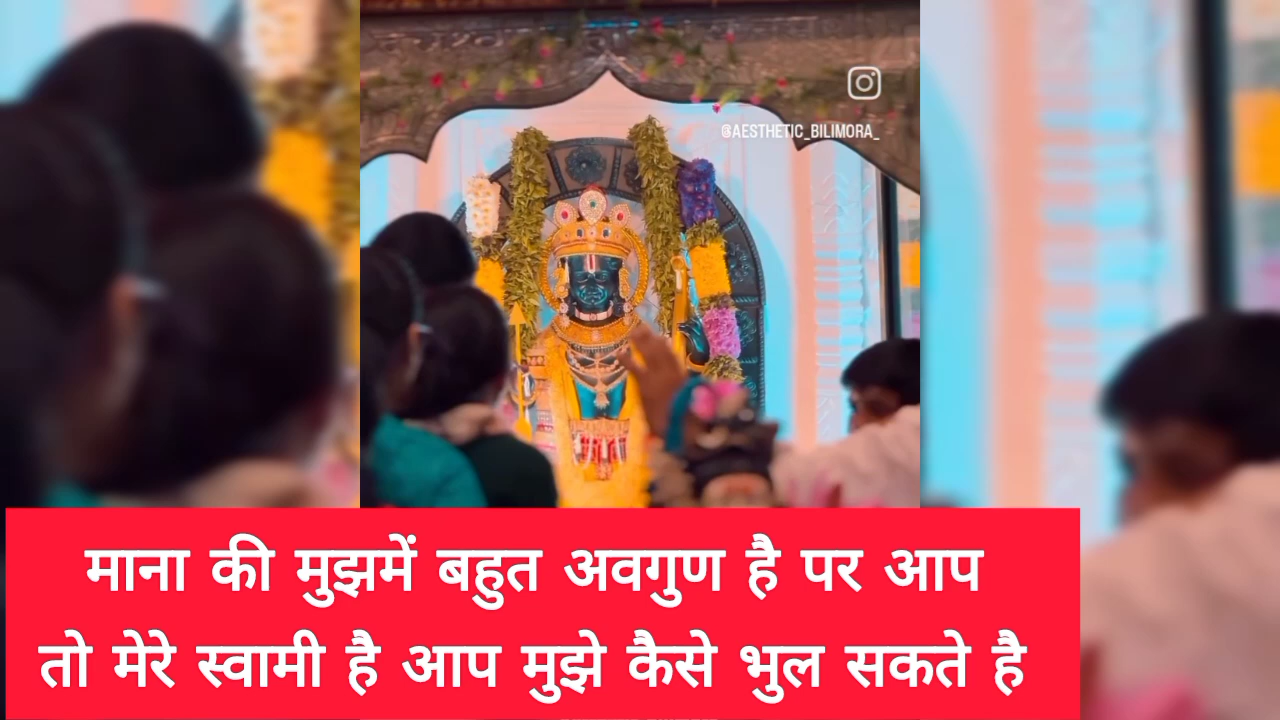 @AESTHETIC_BILIMORA_
माना की मुझमें बहुत अवगुण है पर आप
तो मेरे स्वामी है आप मुझे कैसे भुल सकते है